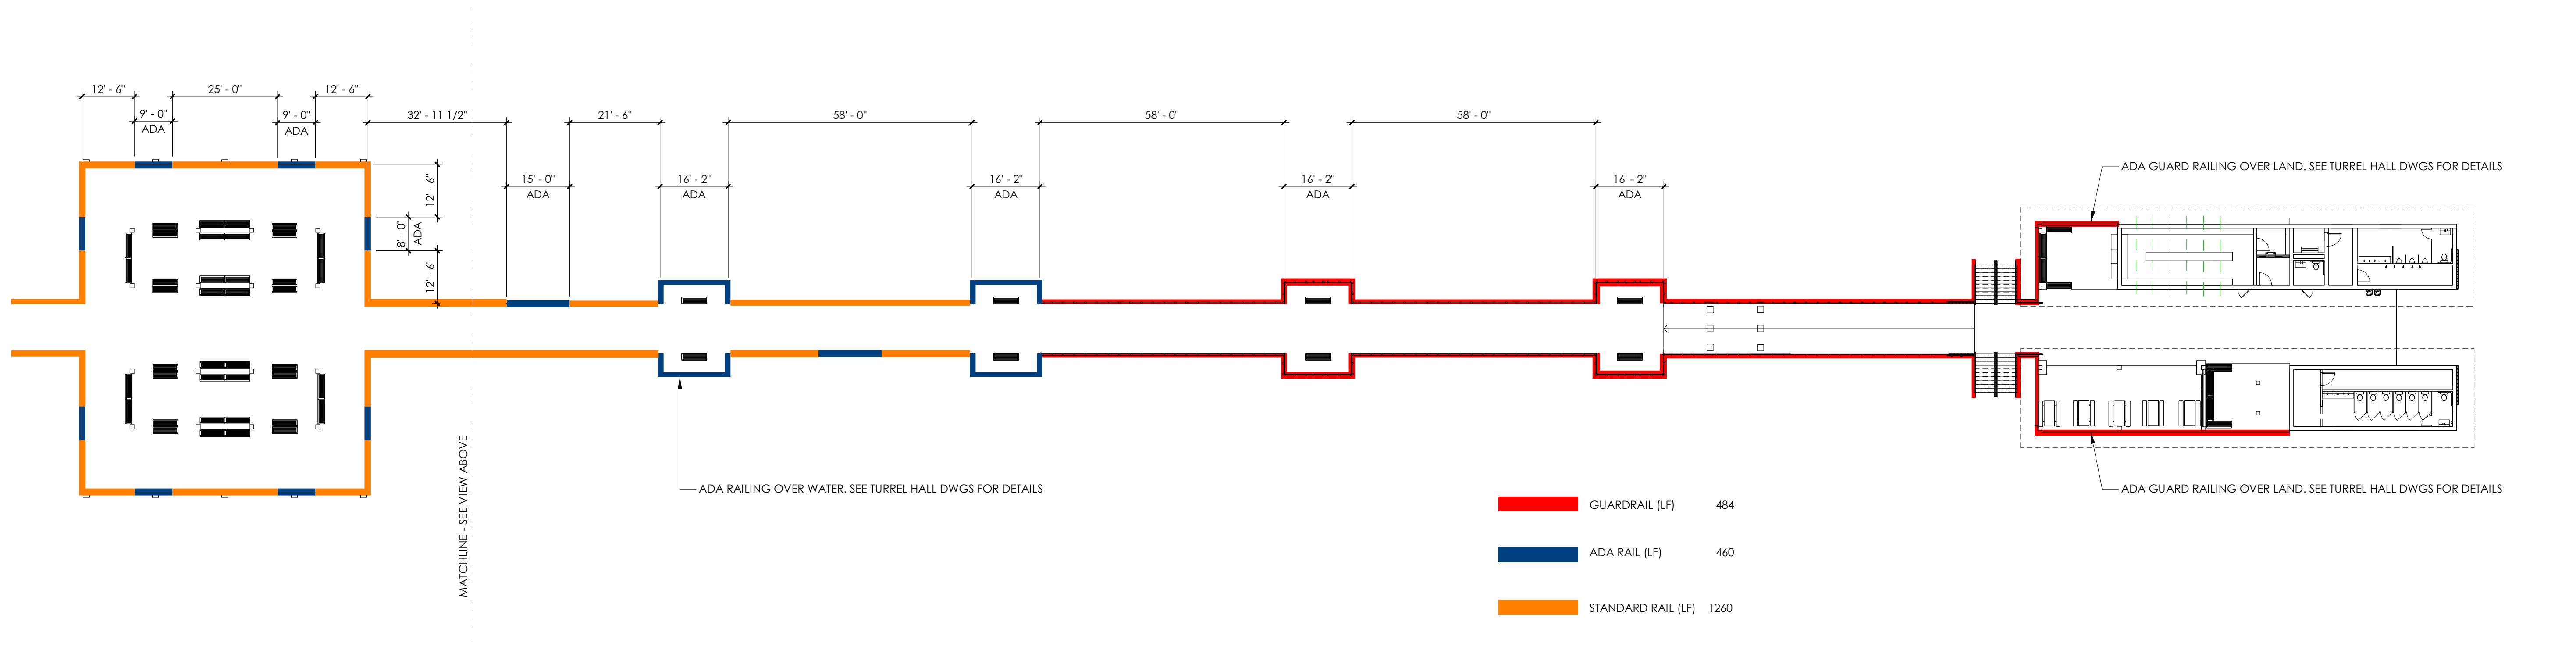 12' - 6"
25' - 0"
12' - 6"
9' - 0"
ADA
9' - 0"
ADA
32' - 11 1/2"
21' - 6"
58' - 0"
58' - 0"
58' - 0"
15' - 0"
ADA
16' - 2"
ADA
16' - 2"
ADA
16' - 2"
ADA
16' - 2"
ADA
12' - 6"
8' - 0"
ADA
12' - 6"
ADA GUARD RAILING OVER LAND. SEE TURREL HALL DWGS FOR DETAILS
MATCHLINE - SEE VIEW ABOVE
ADA RAILING OVER WATER. SEE TURREL HALL DWGS FOR DETAILS
ADA GUARD RAILING OVER LAND. SEE TURREL HALL DWGS FOR DETAILS
GUARDRAIL (LF) 484
ADA RAIL (LF) 460
STANDARD RAIL (LF) 1260